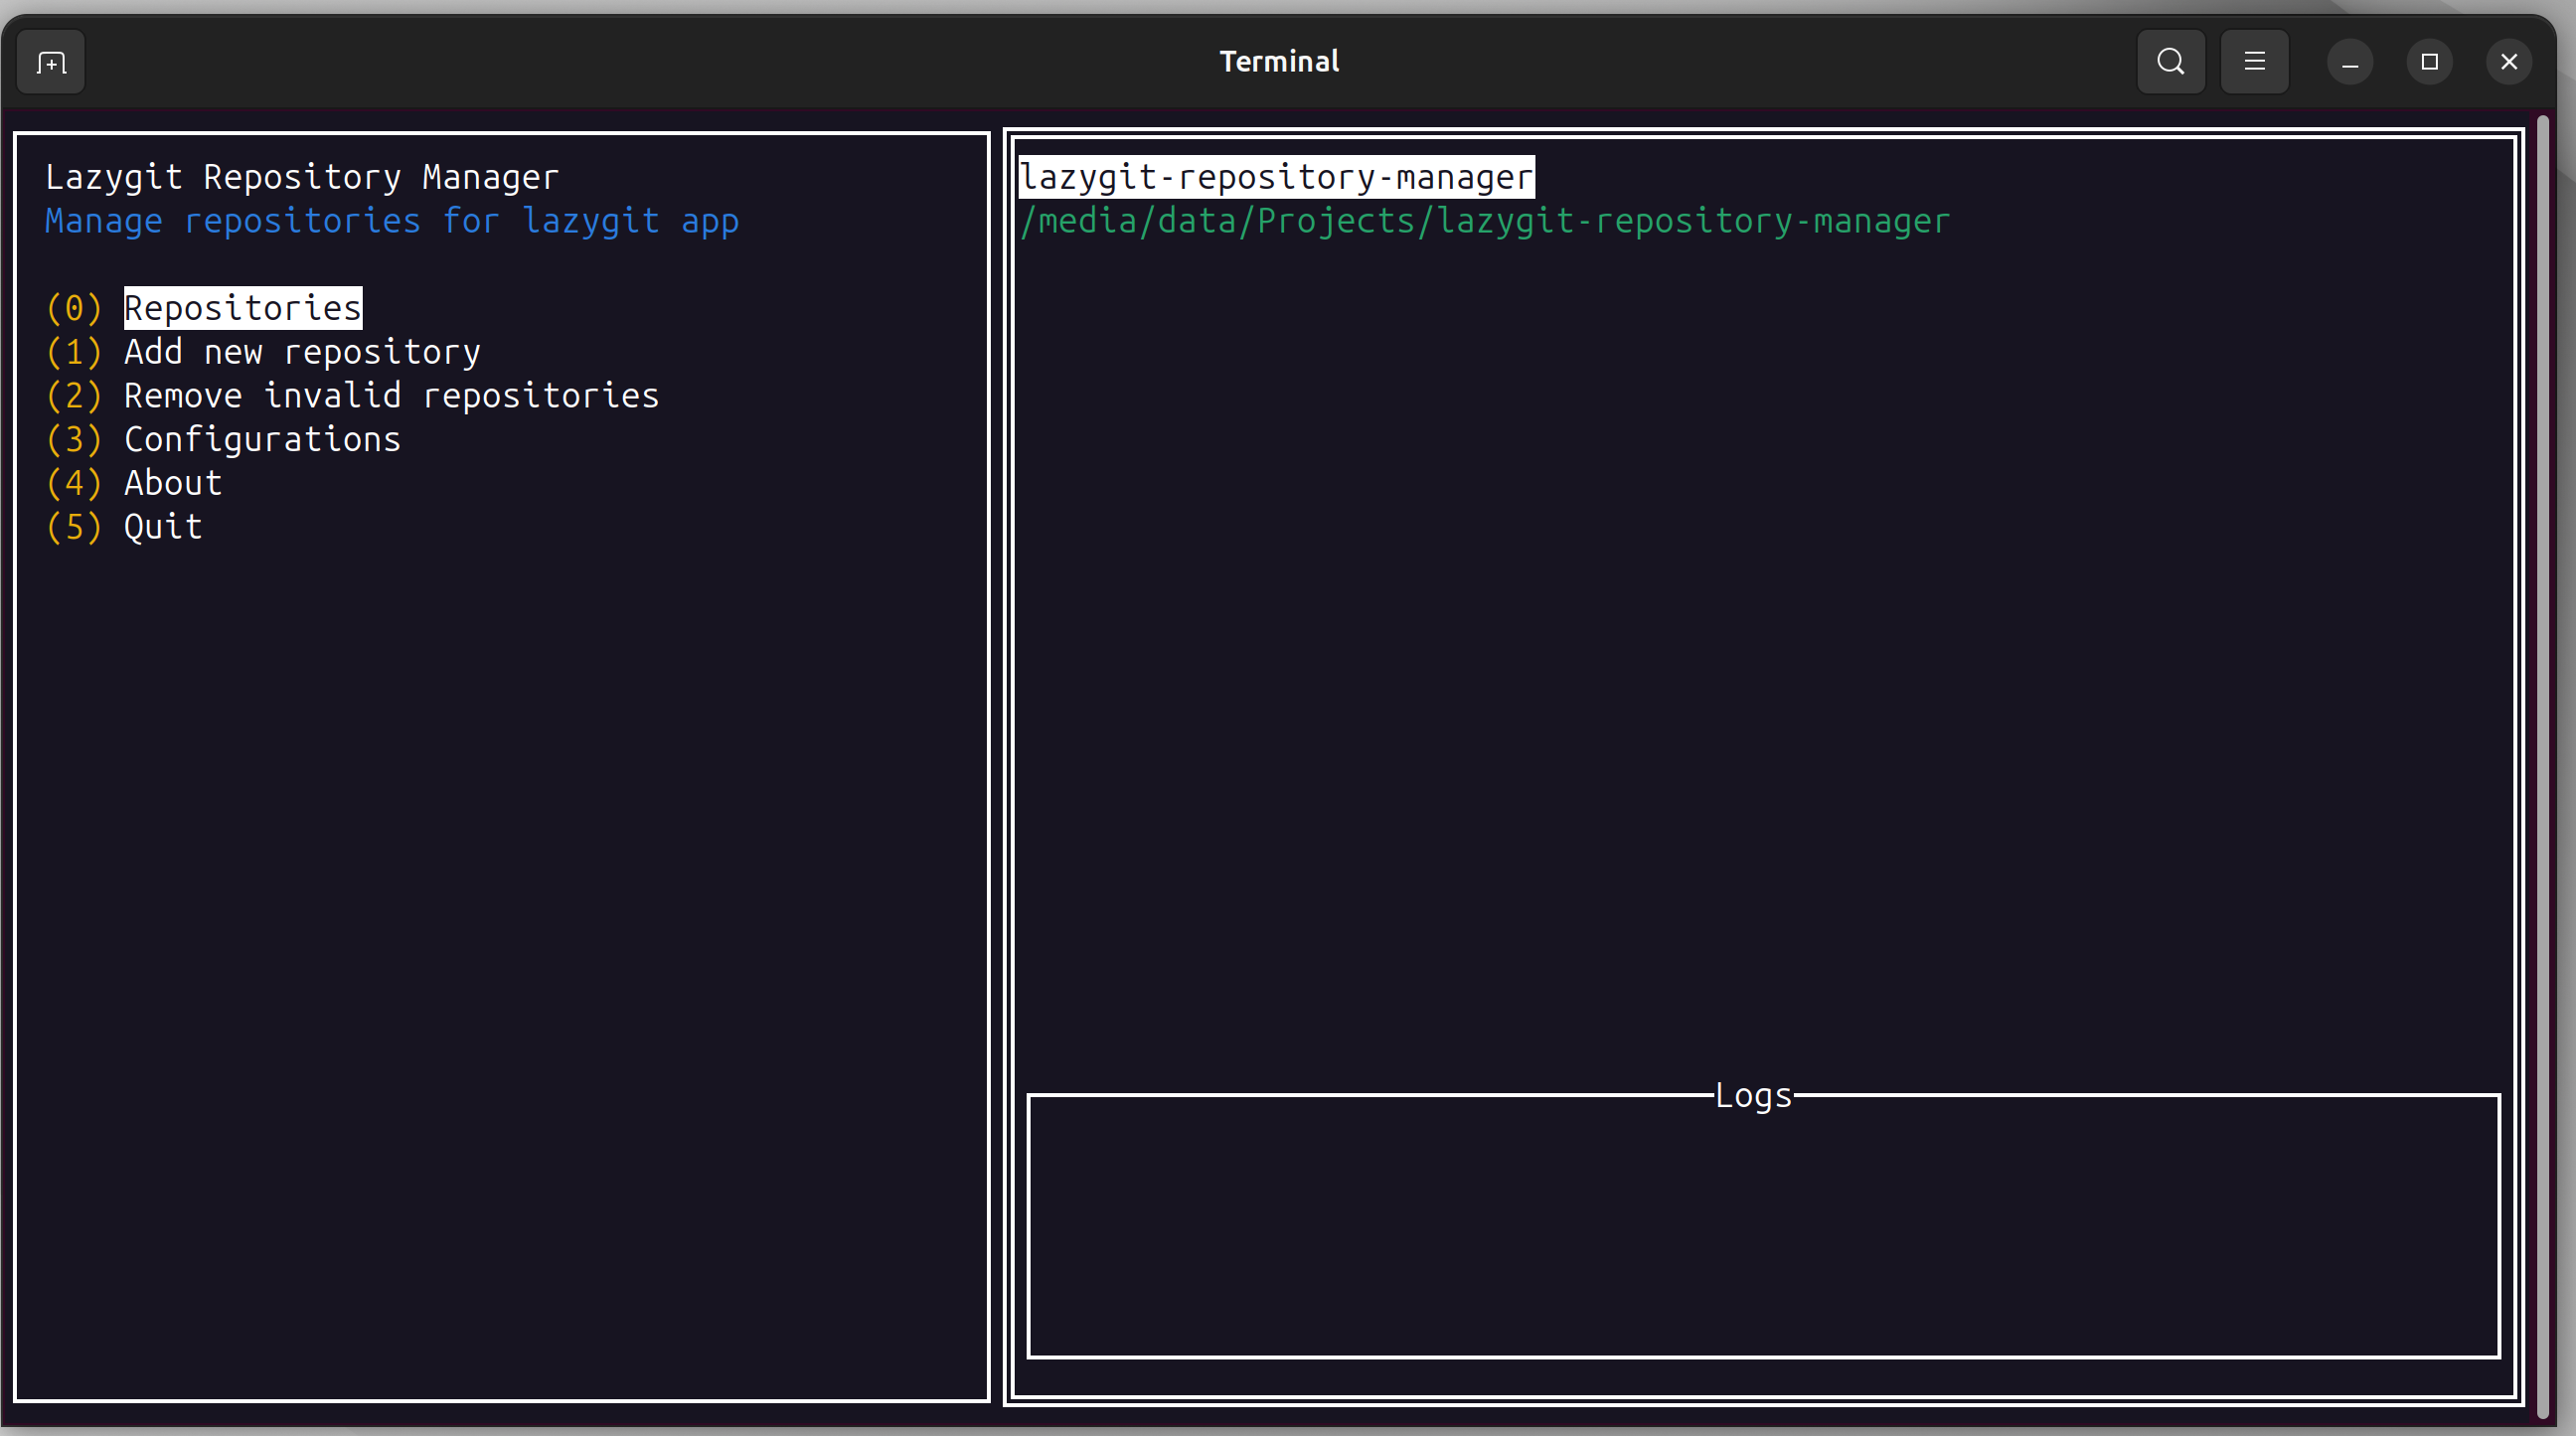 Terminal
Lazygit Repository Manager
Manage repositories for lazygit app
(0) Repositories
(1) Add new repository
(2) Remove invalid repositories
(3) Configurations
(4) About
(5) Quit
lazygit-repository-manager
/media/data/Projects/lazygit-repository-manager
Logs